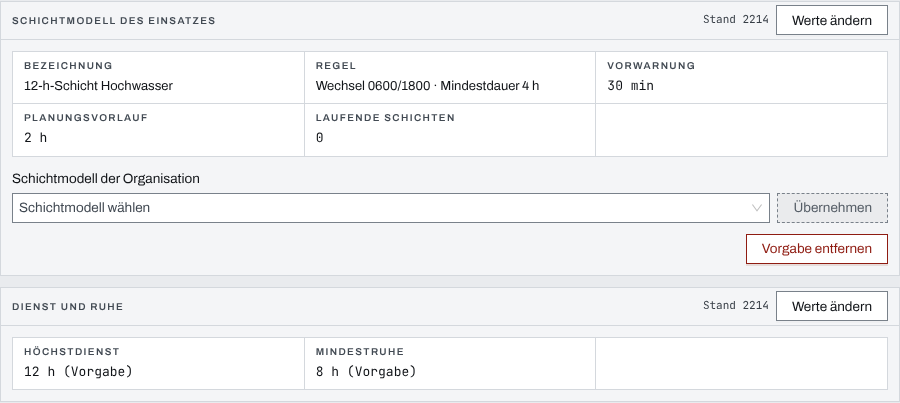 SCHICHTMODELL DES EINSATZES
Stand 2214
Werte ändern
BEZEICHNUNG
REGEL
VORWARNUNG
12-h-Schicht Hochwasser
Wechsel 0600/1800 · Mindestdauer 4 h
30 min
PLANUNGSVORLAUF
LAUFENDE SCHICHTEN
2 h
0
Schichtmodell der Organisation
Schichtmodell wählen
Übernehmen
Vorgabe entfernen
DIENST UND RUHE
Stand 2214
Werte ändern
HÖCHSTDIENST
MINDESTRUHE
12 h (Vorgabe)
8 h (Vorgabe)